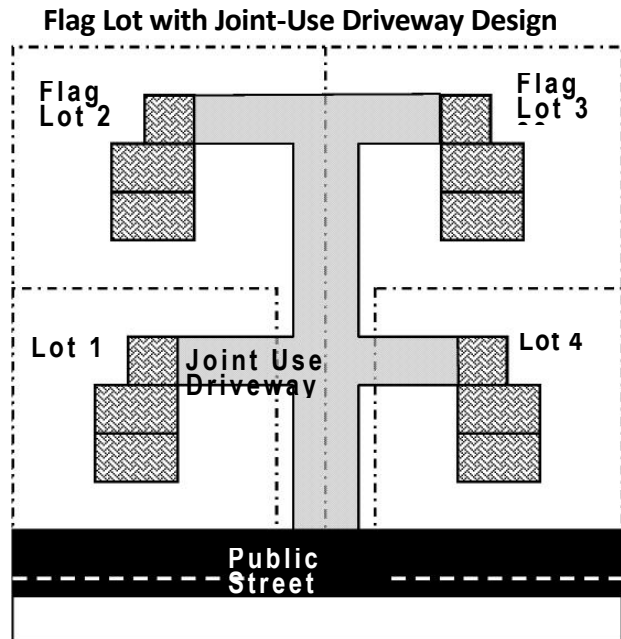 Flag Lot with Joint-Use Driveway Design
Flag
Lot 2
Flag
Lot 3
Lot 1
Joint Use
Driveway
Lot 4
Public
Street